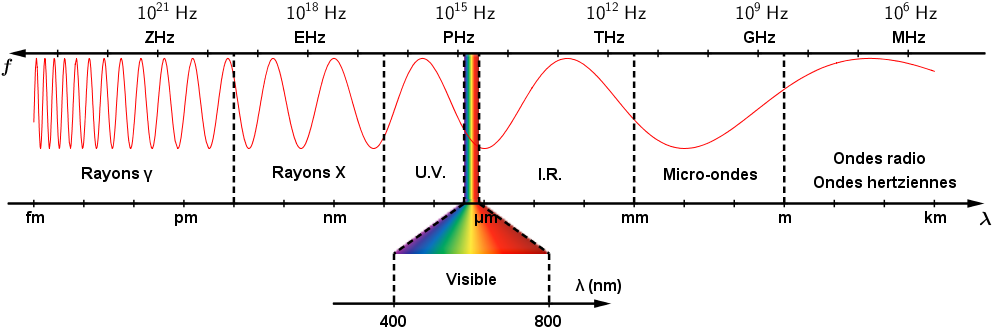 10²¹ Hz 10¹⁸ Hz 10¹⁵ Hz 10¹² Hz 10⁹ Hz 10⁶ Hz
ZHz EHz PHz THz GHz MHz
f
Rayons γ Rayons X U.V. I.R. Micro-ondes Ondes radio
Ondes hertziennes
fm pm nm µm mm m km λ
Visible λ (nm)
400 800